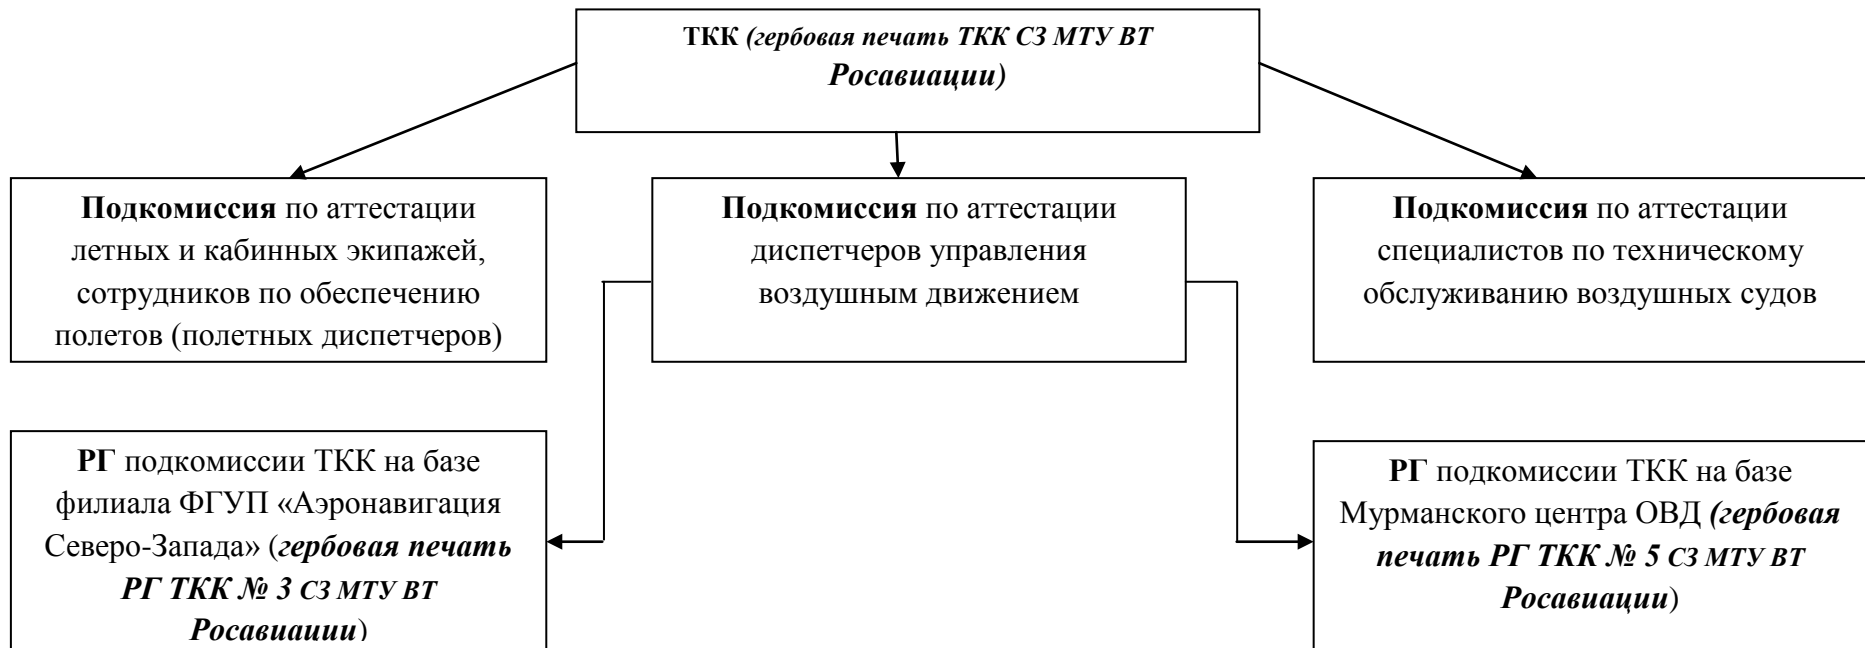 ТКК (гербовая печать ТКК СЗ МТУ ВТ
Росавиации)
Подкомиссия по аттестации
летных и кабинных экипажей,
сотрудников по обеспечению
полетов (полетных диспетчеров)
Подкомиссия по аттестации
диспетчеров управления
воздушным движением
Подкомиссия по аттестации
специалистов по техническому
обслуживанию воздушных судов
РГ подкомиссии ТКК на базе
филиала ФГУП «Аэронавигация
Северо-Запада» (гербовая печать
РГ ТКК № 3 СЗ МТУ ВТ
Росавиации)
РГ подкомиссии ТКК на базе
Мурманского центра ОВД (гербовая
печать РГ ТКК № 5 СЗ МТУ ВТ
Росавиации)